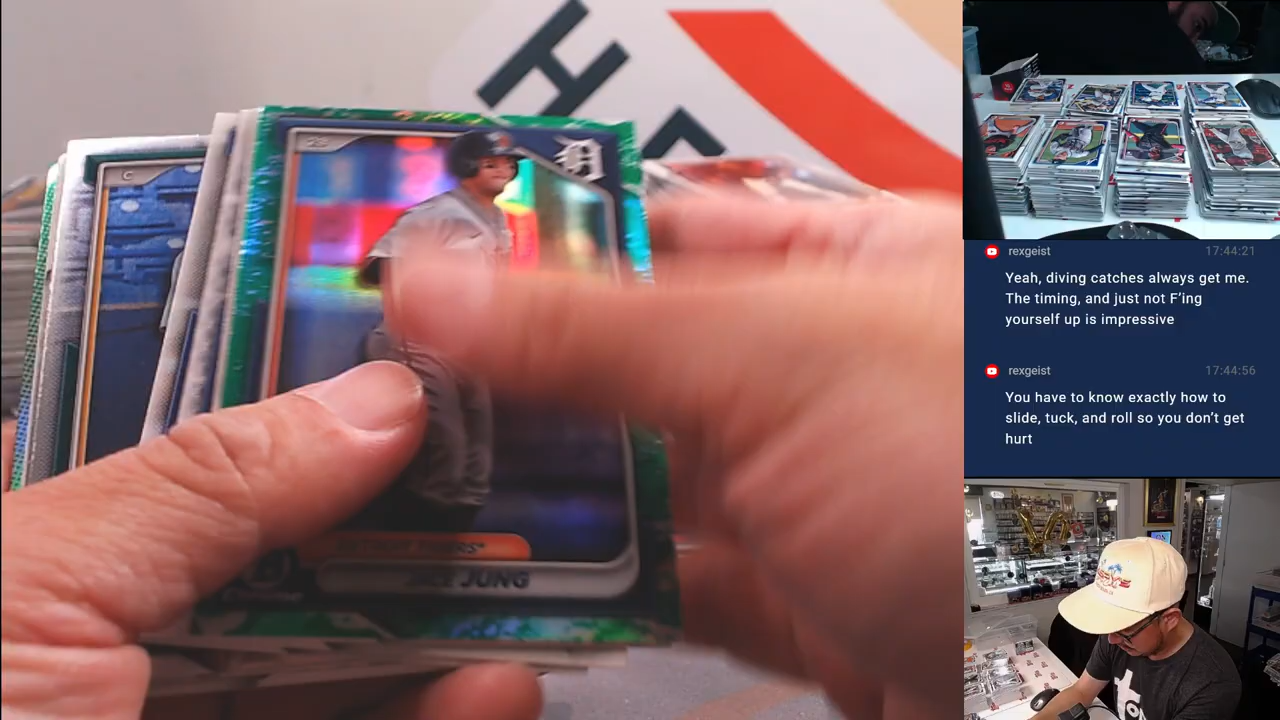 2B
D
C
JUNG
rexgeist
17:44:21
Yeah, diving catches always get me.
The timing, and just not F'ing
yourself up is impressive
rexgeist
17:44:56
You have to know exactly how to
slide, tuck, and roll so you don't get
hurt